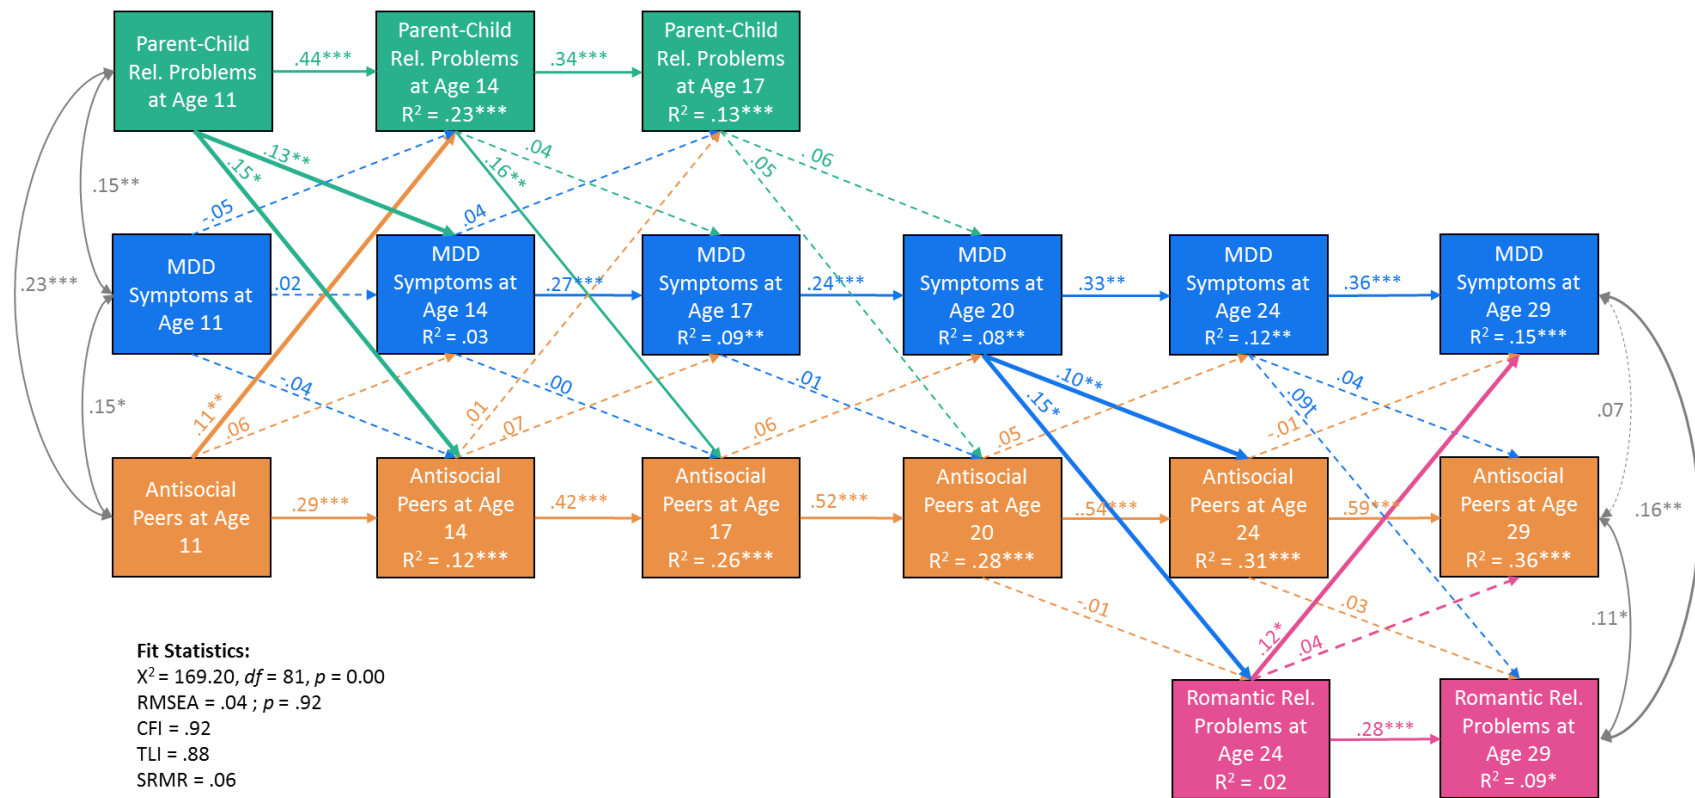 Parent-Child
Rel. Problems
at Age 11
.44***
Parent-Child
Rel. Problems
at Age 14
R² = .23***
.34***
Parent-Child
Rel. Problems
at Age 17
R² = .13***
.13**
.15*
.04
.16**
.05
.06
.15**
-.05
.04
.23***
MDD
Symptoms at
Age 11
.02
MDD
Symptoms at
Age 14
R² = .03
.27***
MDD
Symptoms at
Age 17
R² = .09**
.24***
MDD
Symptoms at
Age 20
R² = .08**
.33**
MDD
Symptoms at
Age 24
R² = .12**
.36***
MDD
Symptoms at
Age 29
R² = .15***
.15*
-.04
.11**
.06
.00
.01
.07
.01
.06
.10**
.15*
.05
.04
.09t
-.01
.07
Antisocial
Peers at Age
11
.29***
Antisocial
Peers at Age
14
R² = .12***
.42***
Antisocial
Peers at Age
17
R² = .26***
.52***
Antisocial
Peers at Age
20
R² = .28***
.54***
Antisocial
Peers at Age
24
R² = .31***
.59***
Antisocial
Peers at Age
29
R² = .36***
.16**
-.01
.03
.11*
.12*
.04
Fit Statistics:
X² = 169.20, df = 81, p = 0.00
RMSEA = .04 ; p = .92
CFI = .92
TLI = .88
SRMR = .06
Romantic Rel.
Problems at
Age 24
R² = .02
.28***
Romantic Rel.
Problems at
Age 29
R² = .09*